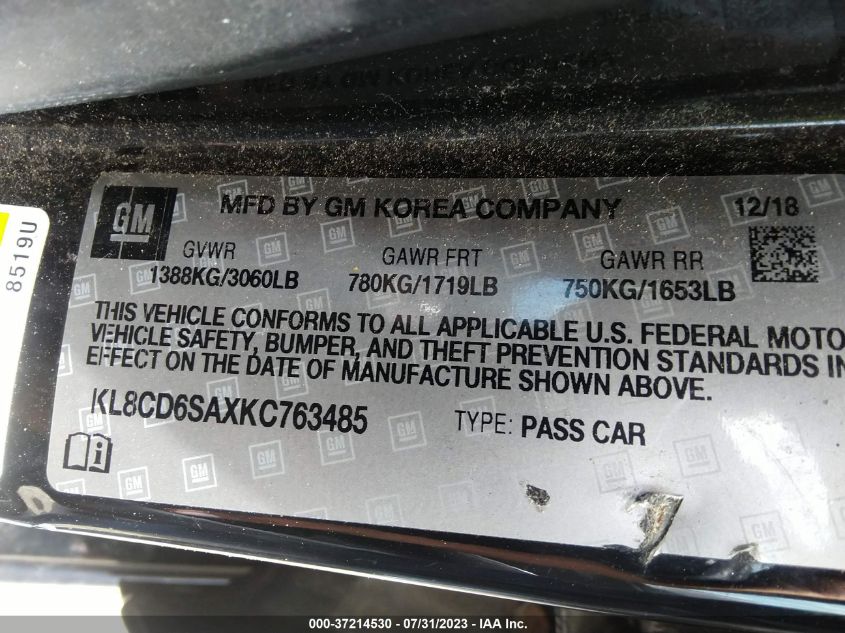 GM
MFD BY GM KOREA COMPANY 12/18
GVWR GAWR FRT GAWR RR
1388KG/3060LB 780KG/1719LB 750KG/1653LB
THIS VEHICLE CONFORMS TO ALL APPLICABLE U.S. FEDERAL MOTO
VEHICLE SAFETY, BUMPER, AND THEFT PREVENTION STANDARDS IN
EFFECT ON THE DATE OF MANUFACTURE SHOWN ABOVE.
KL8CD6SAXKC763485 TYPE: PASS CAR
8519U
000-37214530 - 07/31/2023 - IAA Inc.